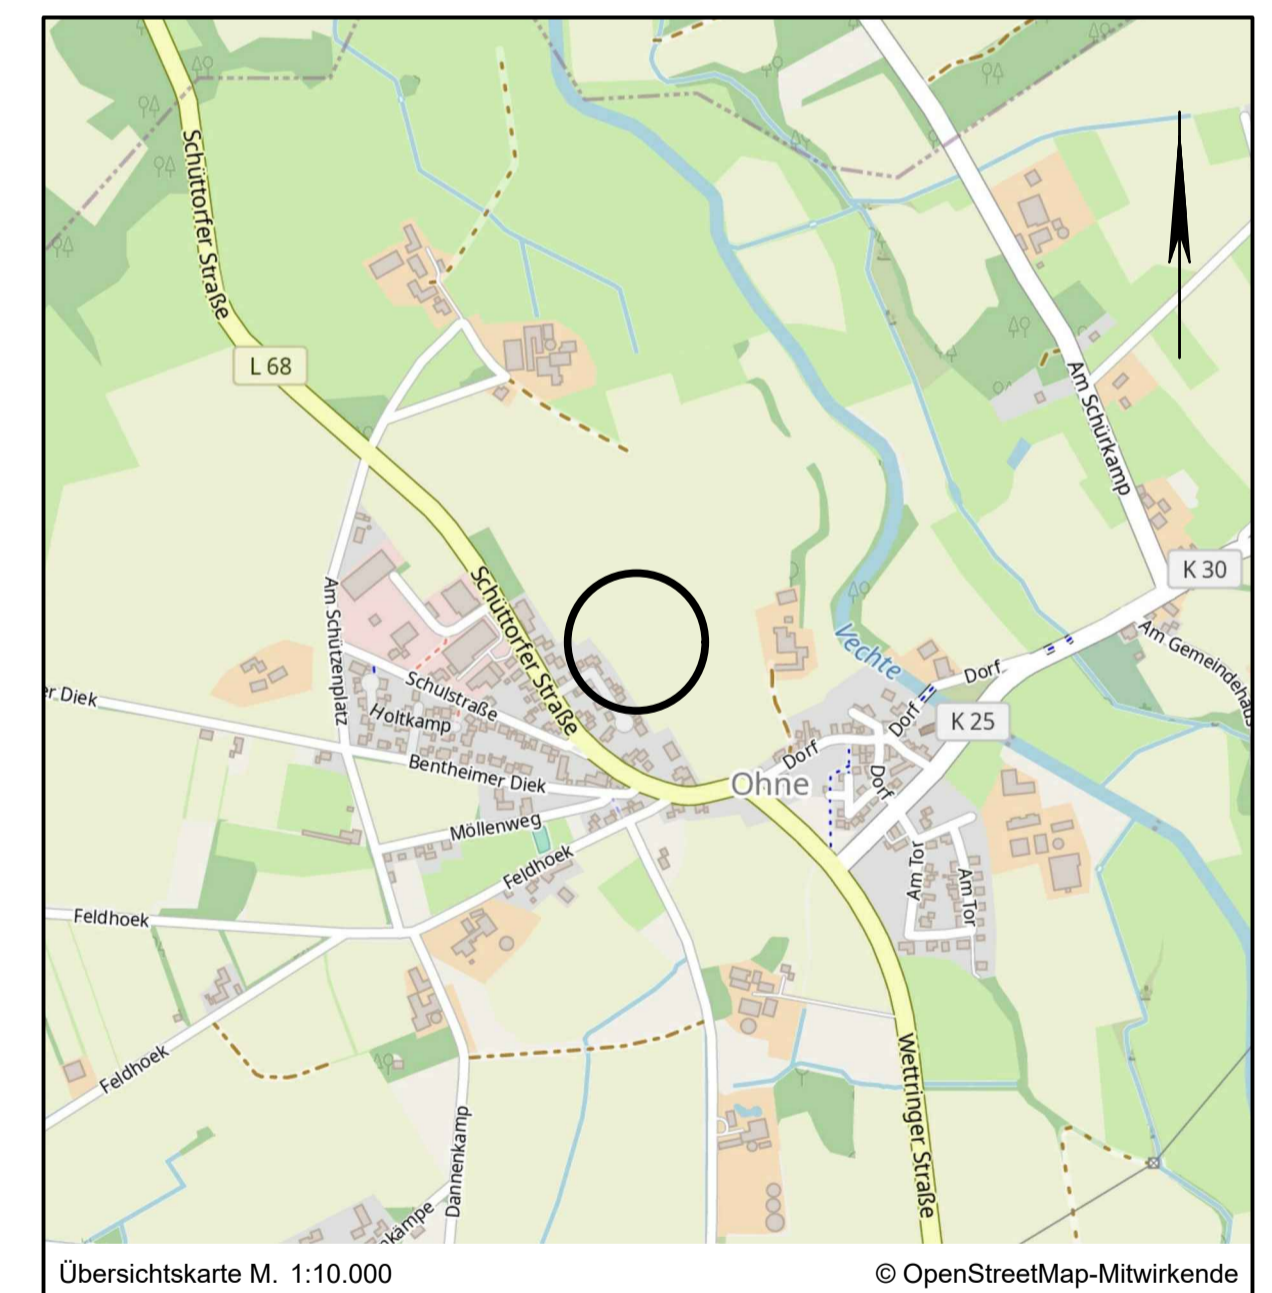 Schüttorfer Straße
L 68
Am Schürkamp
K 30
Am Schützenplatz
Schüttorfer Straße
Vechte
Am Gemeindehaus
Dorf
er Diek
Schulstraße
Holtkamp
Dorf
K 25
Bentheimer Diek
Dorf
Ohne
Dorf
Möllenweg
Feldhoek
Am Tor
Am Tor
Feldhoek
Feldhoek
Wettringer Straße
Dannenkamp
nkämpe
Übersichtskarte M. 1:10.000
© OpenStreetMap-Mitwirkende